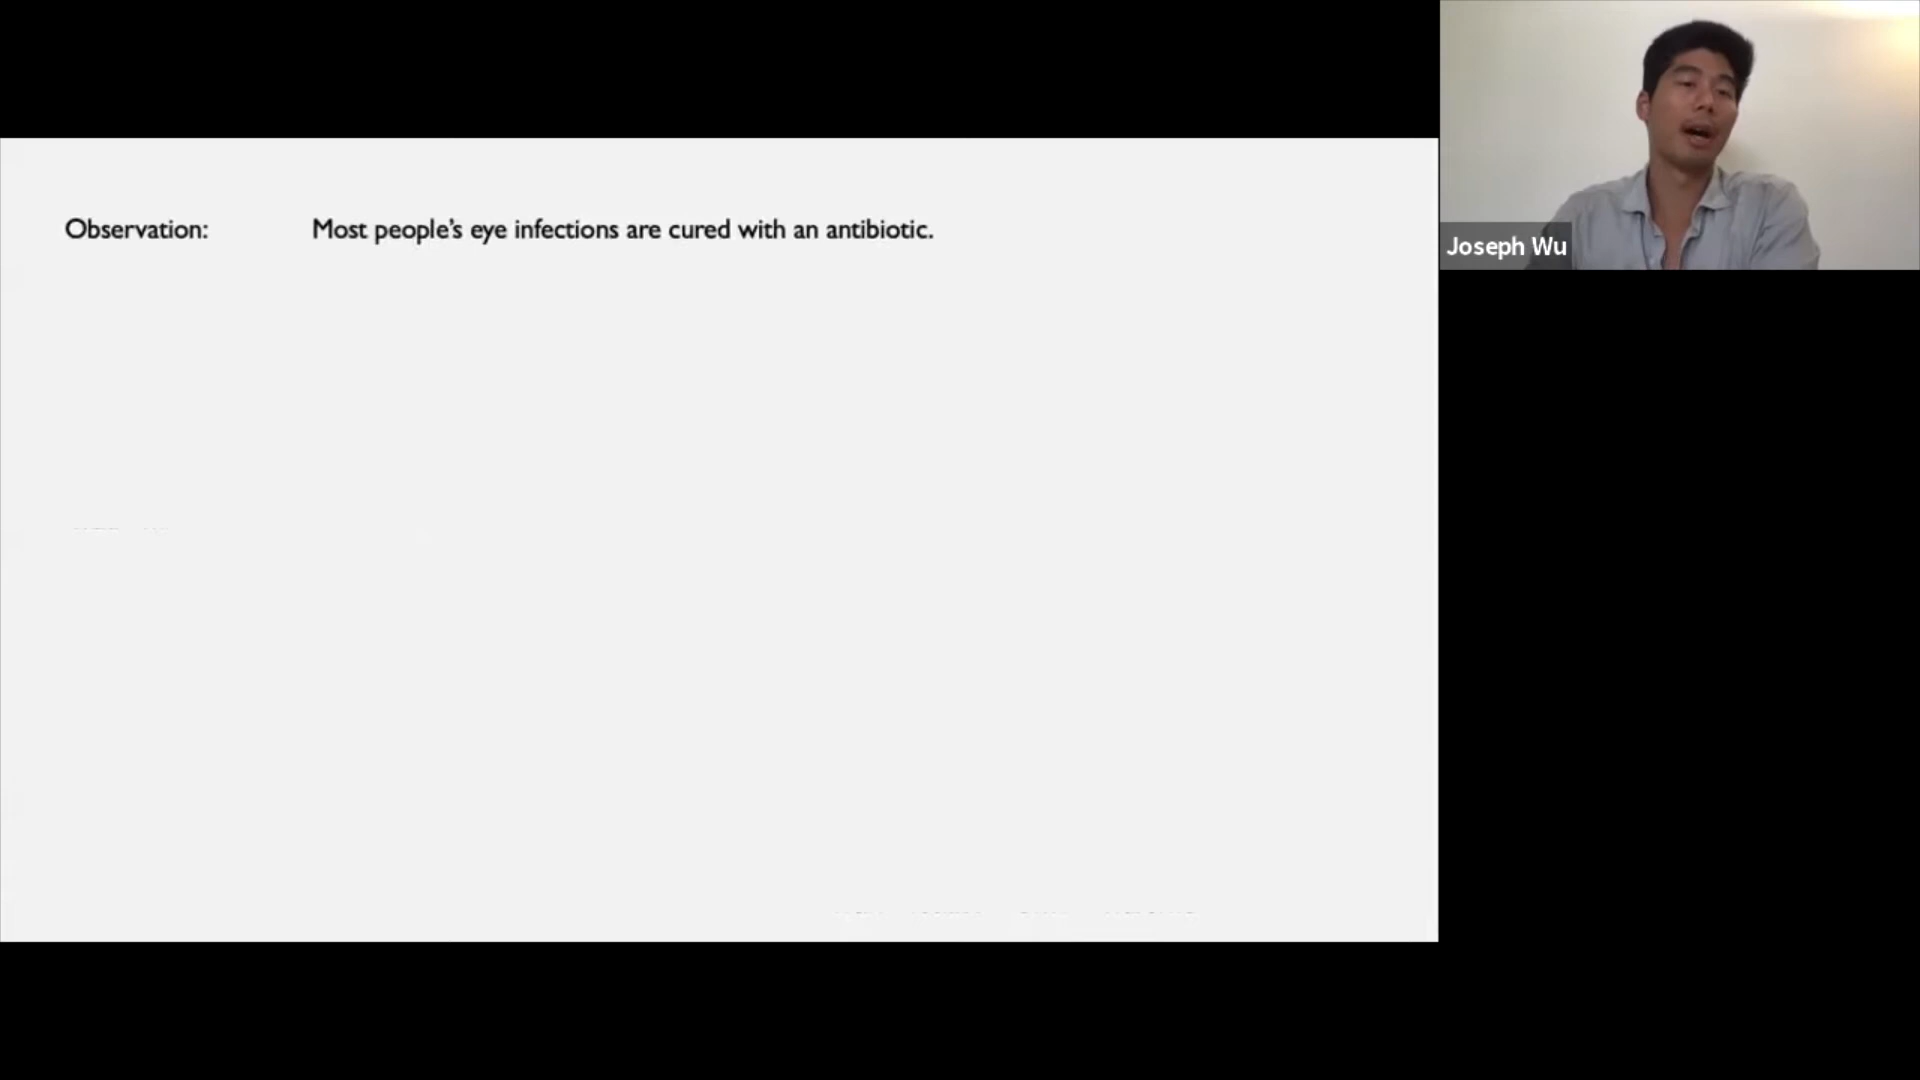 Observation: Most people's eye infections are cured with an antibiotic.
Joseph Wu